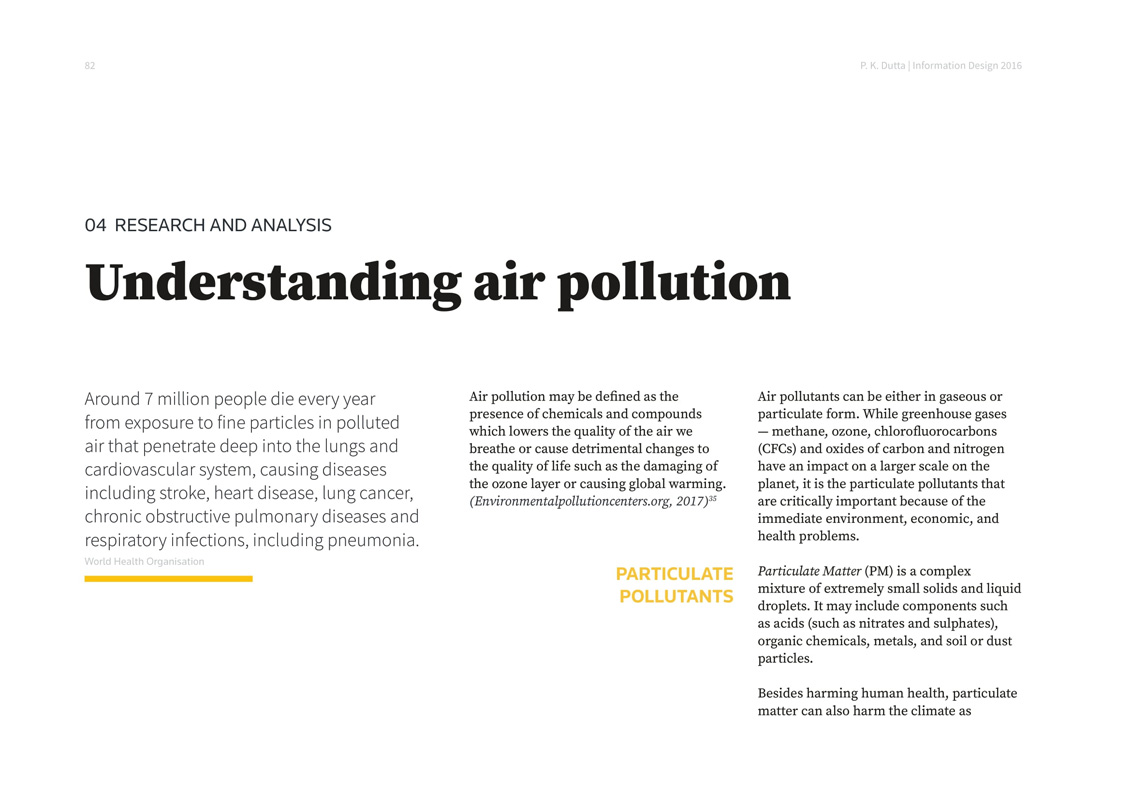 82
P. K. Dutta | Information Design 2016
04 RESEARCH AND ANALYSIS
Understanding air pollution
Around 7 million people die every year
from exposure to fine particles in polluted
air that penetrate deep into the lungs and
cardiovascular system, causing diseases
including stroke, heart disease, lung cancer,
chronic obstructive pulmonary diseases and
respiratory infections, including pneumonia.
World Health Organisation
Air pollution may be defined as the
presence of chemicals and compounds
which lowers the quality of the air we
breathe or cause detrimental changes to
the quality of life such as the damaging of
the ozone layer or causing global warming.
(Environmentalpollutioncenters.org, 2017)³⁵
PARTICULATE
POLLUTANTS
Air pollutants can be either in gaseous or
particulate form. While greenhouse gases
— methane, ozone, chlorofluorocarbons
(CFCs) and oxides of carbon and nitrogen
have an impact on a larger scale on the
planet, it is the particulate pollutants that
are critically important because of the
immediate environment, economic, and
health problems.
Particulate Matter (PM) is a complex
mixture of extremely small solids and liquid
droplets. It may include components such
as acids (such as nitrates and sulphates),
organic chemicals, metals, and soil or dust
particles.
Besides harming human health, particulate
matter can also harm the climate as